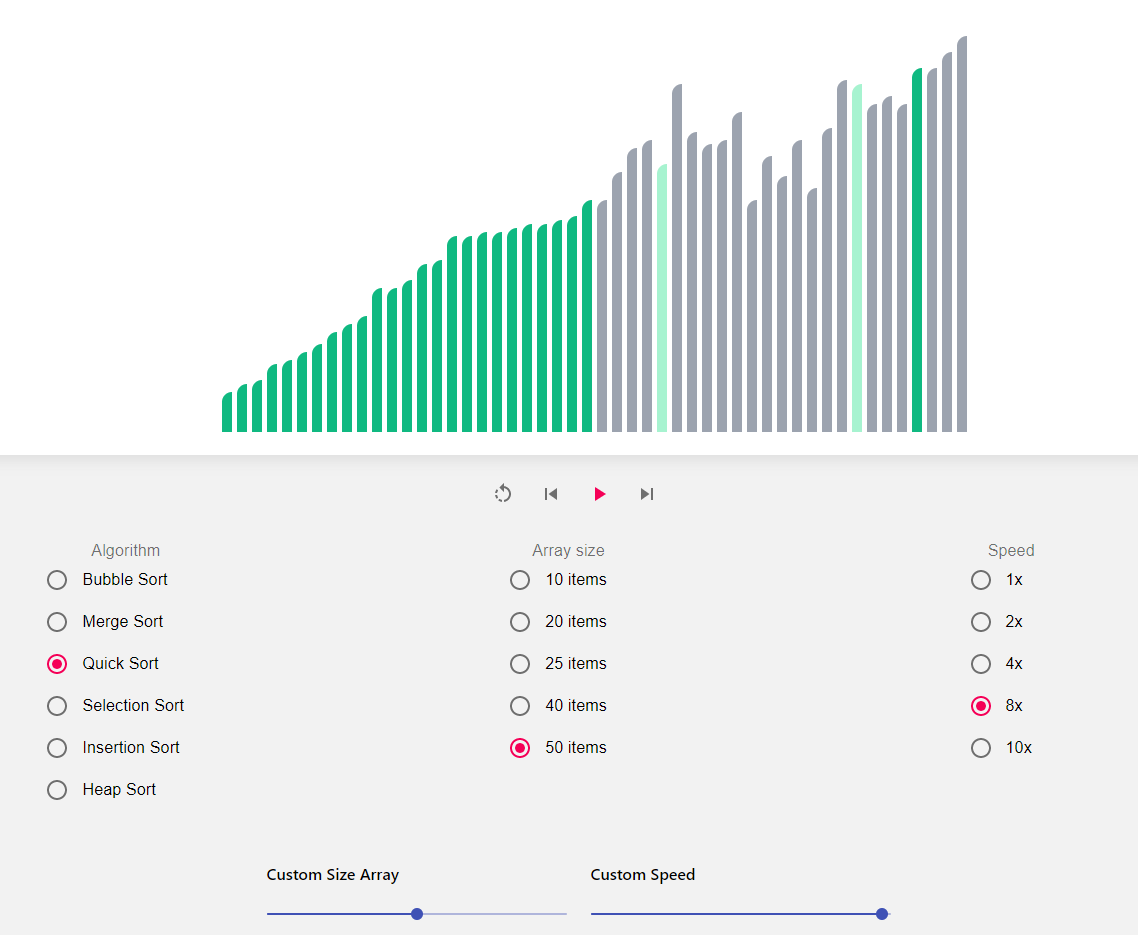 Algorithm
Bubble Sort
Merge Sort
Quick Sort
Selection Sort
Insertion Sort
Heap Sort
Array size
10 items
20 items
25 items
40 items
50 items
Speed
1x
2x
4x
8x
10x
Custom Size Array
Custom Speed